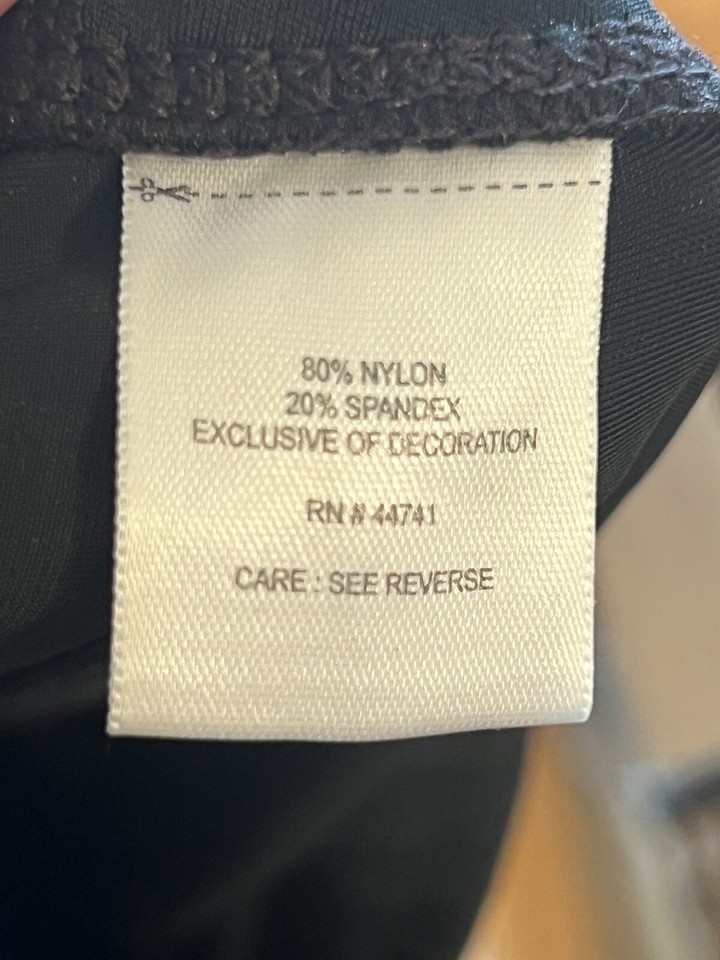 80% NYLON
20% SPANDEX
EXCLUSIVE OF DECORATION
RN # 44741
CARE : SEE REVERSE